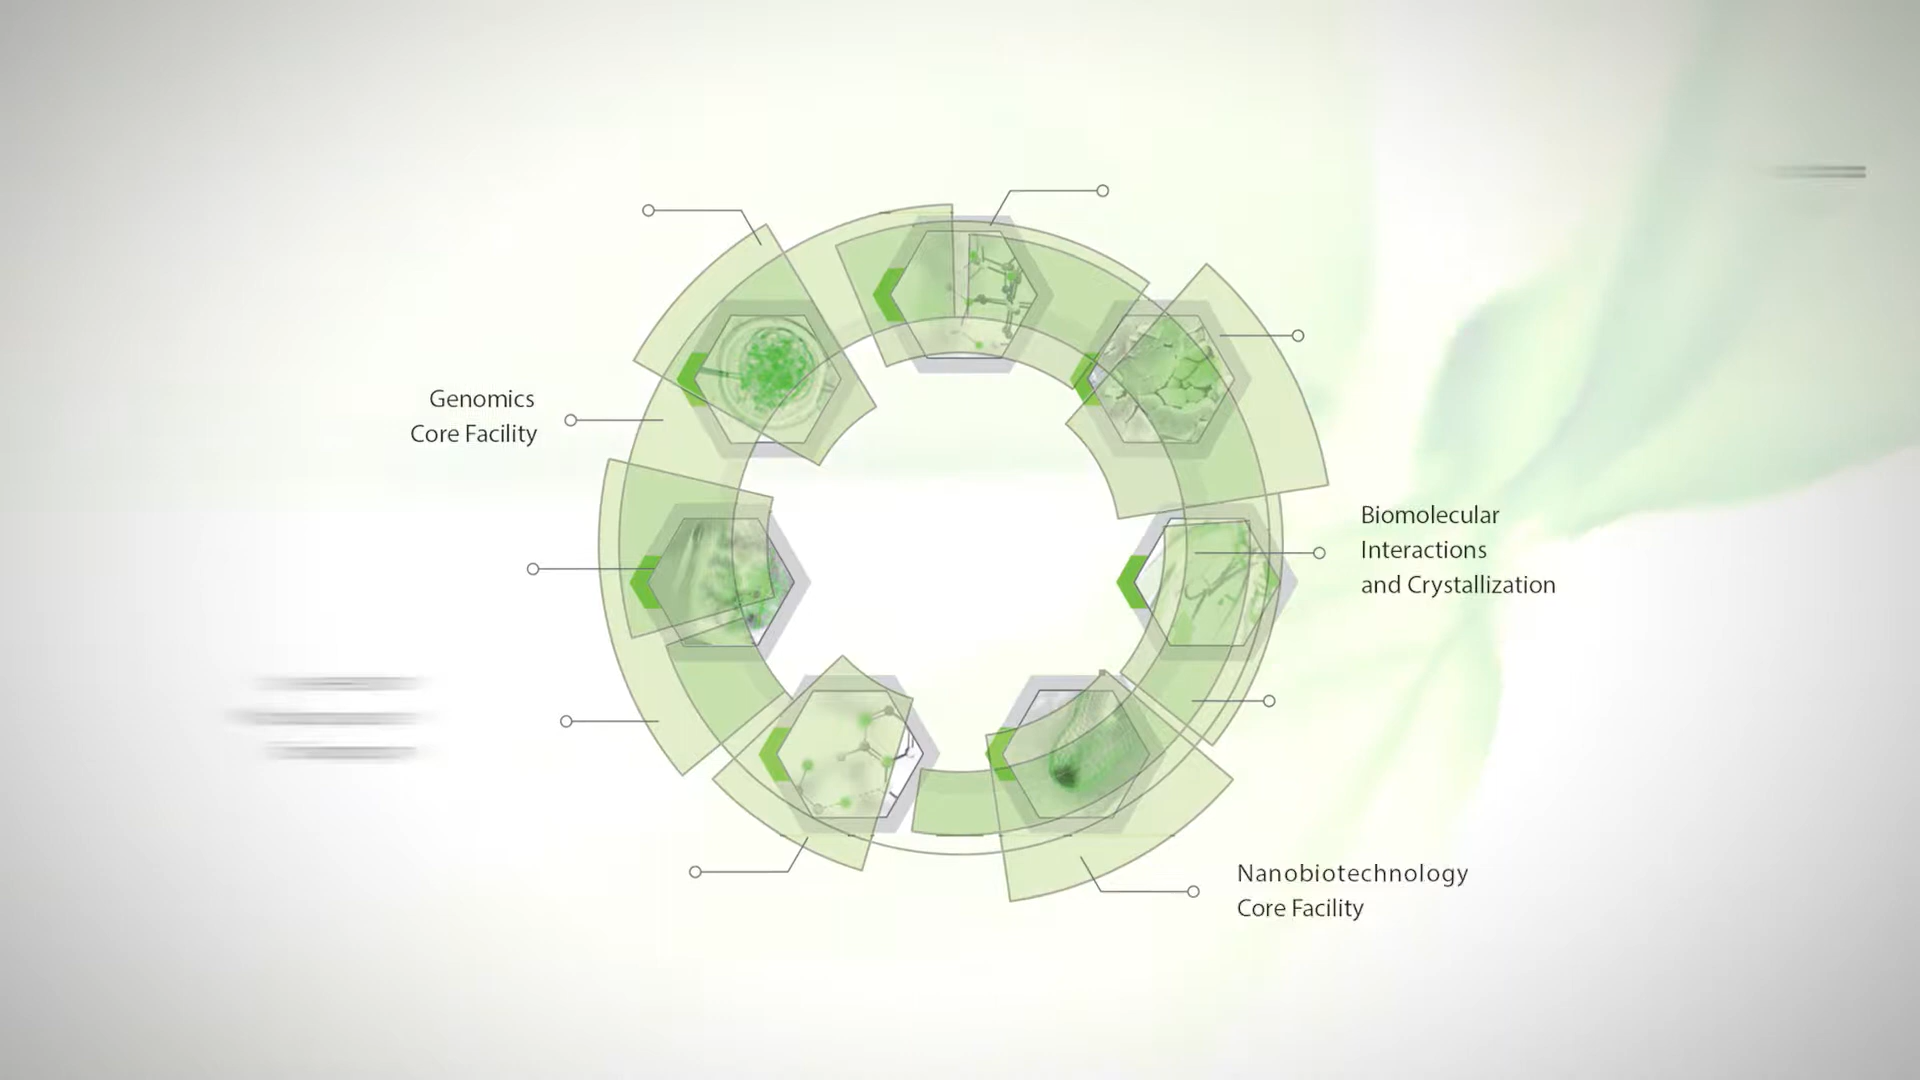 Genomics
Core Facility
Biomolecular
Interactions
and Crystallization
Nanobiotechnology
Core Facility